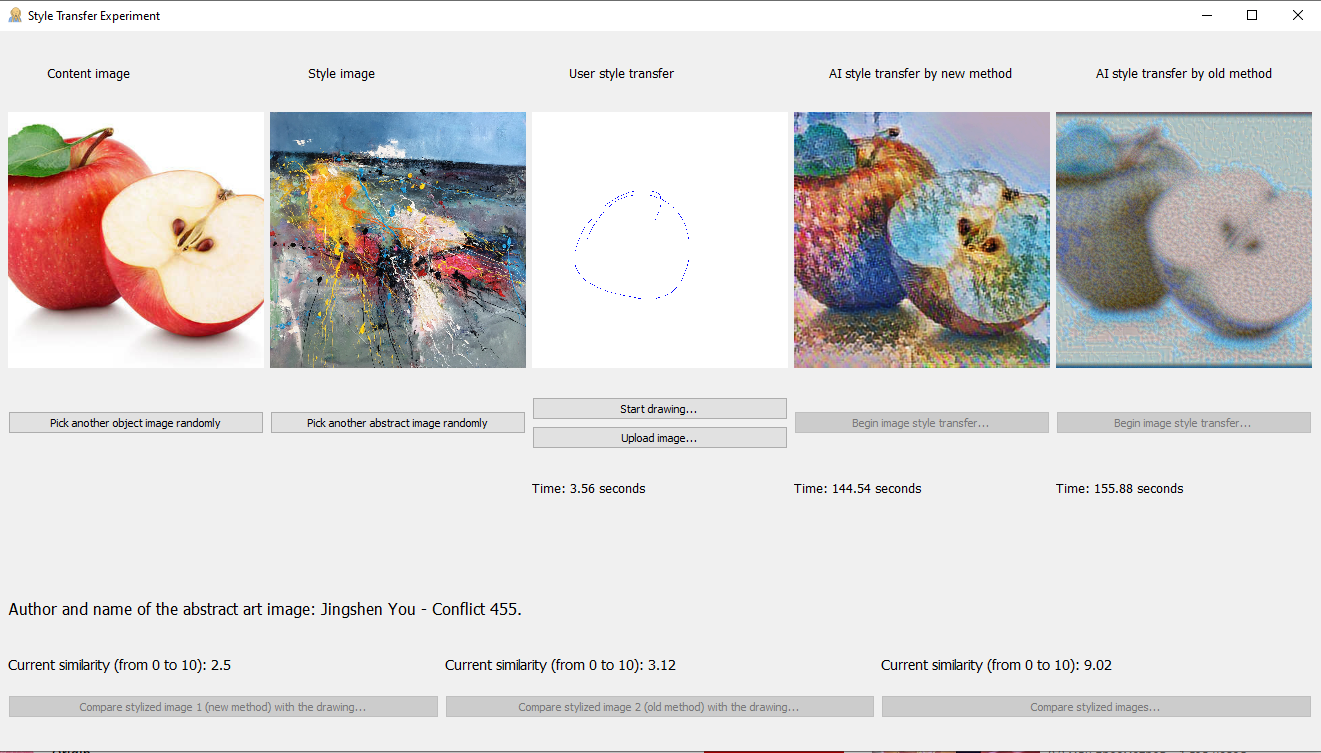 Style Transfer Experiment
Content image
Style image
User style transfer
AI style transfer by new method
AI style transfer by old method
Pick another object image randomly
Pick another abstract image randomly
Start drawing...
Upload image...
Begin image style transfer...
Begin image style transfer...
Time: 3.56 seconds
Time: 144.54 seconds
Time: 155.88 seconds
Author and name of the abstract art image: Jingshen You - Conflict 455.
Current similarity (from 0 to 10): 2.5
Current similarity (from 0 to 10): 3.12
Current similarity (from 0 to 10): 9.02
Compare stylized image 1 (new method) with the drawing...
Compare stylized image 2 (old method) with the drawing...
Compare stylized images...